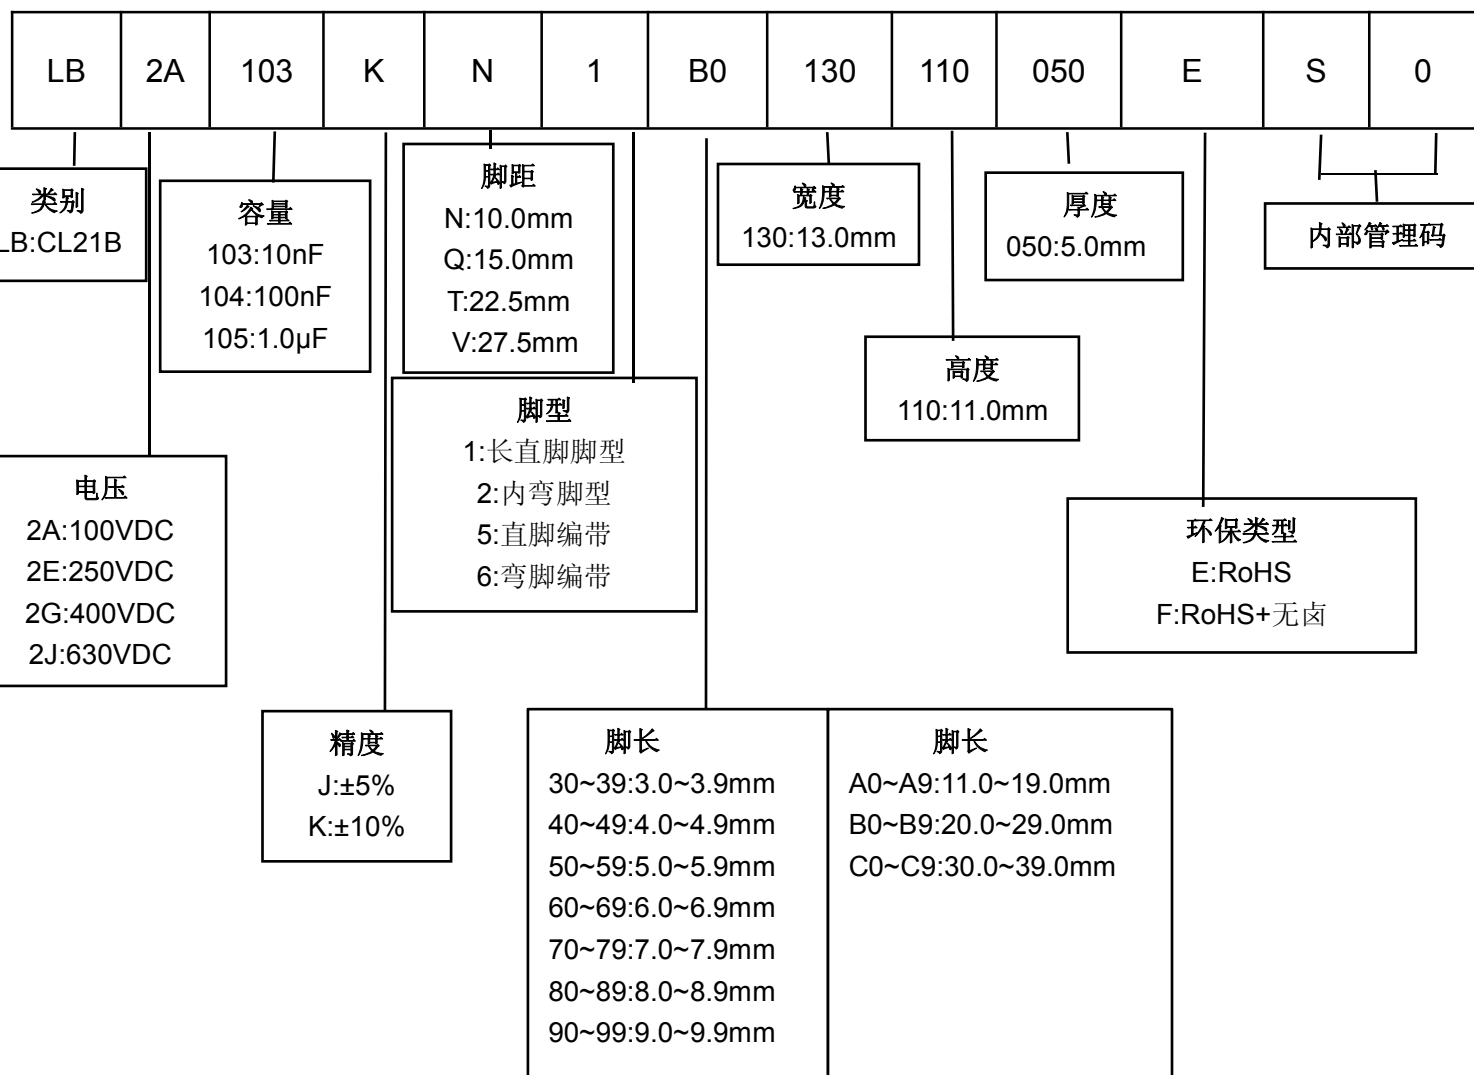 LB 2A 103 K N 1 B0 130 110 050 E S 0
类别
LB:CL21B
容量
103:10nF
104:100nF
105:1.0μF
脚距
N:10.0mm
Q:15.0mm
T:22.5mm
V:27.5mm
宽度
130:13.0mm
厚度
050:5.0mm
内部管理码
高度
110:11.0mm
脚型
1:长直脚脚型
2:内弯脚型
5:直脚编带
6:弯脚编带
电压
2A:100VDC
2E:250VDC
2G:400VDC
2J:630VDC
环保类型
E:RoHS
F:RoHS+无卤
精度
J:±5%
K:±10%
脚长
30~39:3.0~3.9mm
40~49:4.0~4.9mm
50~59:5.0~5.9mm
60~69:6.0~6.9mm
70~79:7.0~7.9mm
80~89:8.0~8.9mm
90~99:9.0~9.9mm
脚长
A0~A9:11.0~19.0mm
B0~B9:20.0~29.0mm
C0~C9:30.0~39.0mm